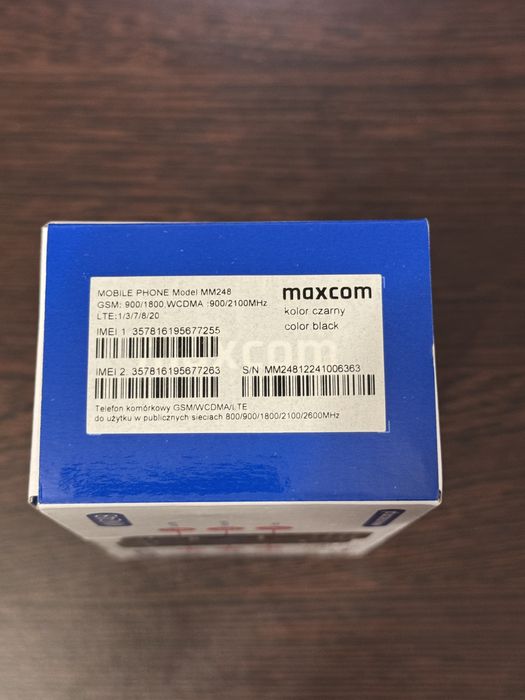 MOBILE PHONE Model MM248
GSM: 900/1800,WCDMA :900/2100MHz
LTE:1/3/7/8/20
maxcom
kolor czarny
color black
IMEI 1 357816195677255
maxcom
IMEI 2: 357816195677263
S/N MM24812241006363
Telefon komórkowy GSM/WCDMA/LTE
do użytku w publicznych sieciach 800/900/1800/2100/2600MHz